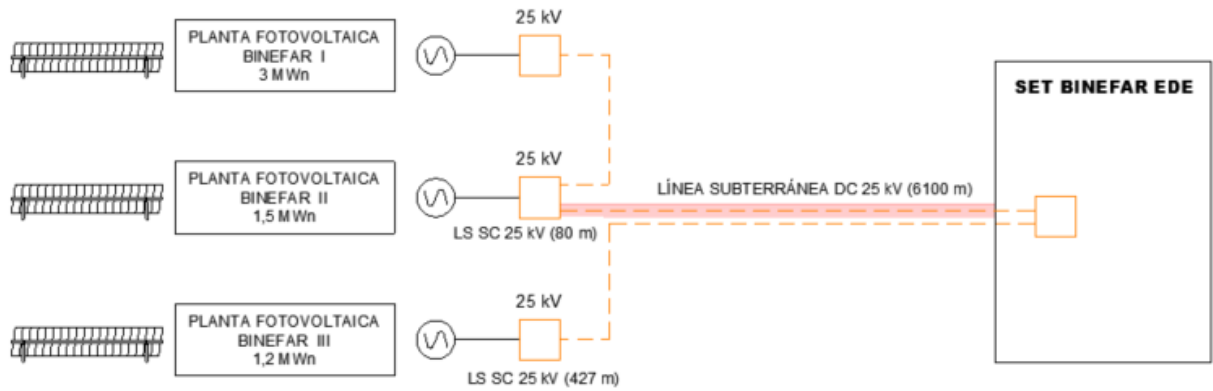 25 kV
PLANTA FOTOVOLTAICA
BINEFAR I
3 MWn
SET BINEFAR EDE
25 kV
PLANTA FOTOVOLTAICA
BINEFAR II
1,5 MWn
LÍNEA SUBTERRÁNEA DC 25 kV (6100 m)
LS SC 25 kV (80 m)
25 kV
PLANTA FOTOVOLTAICA
BINEFAR III
1,2 MWn
LS SC 25 kV (427 m)